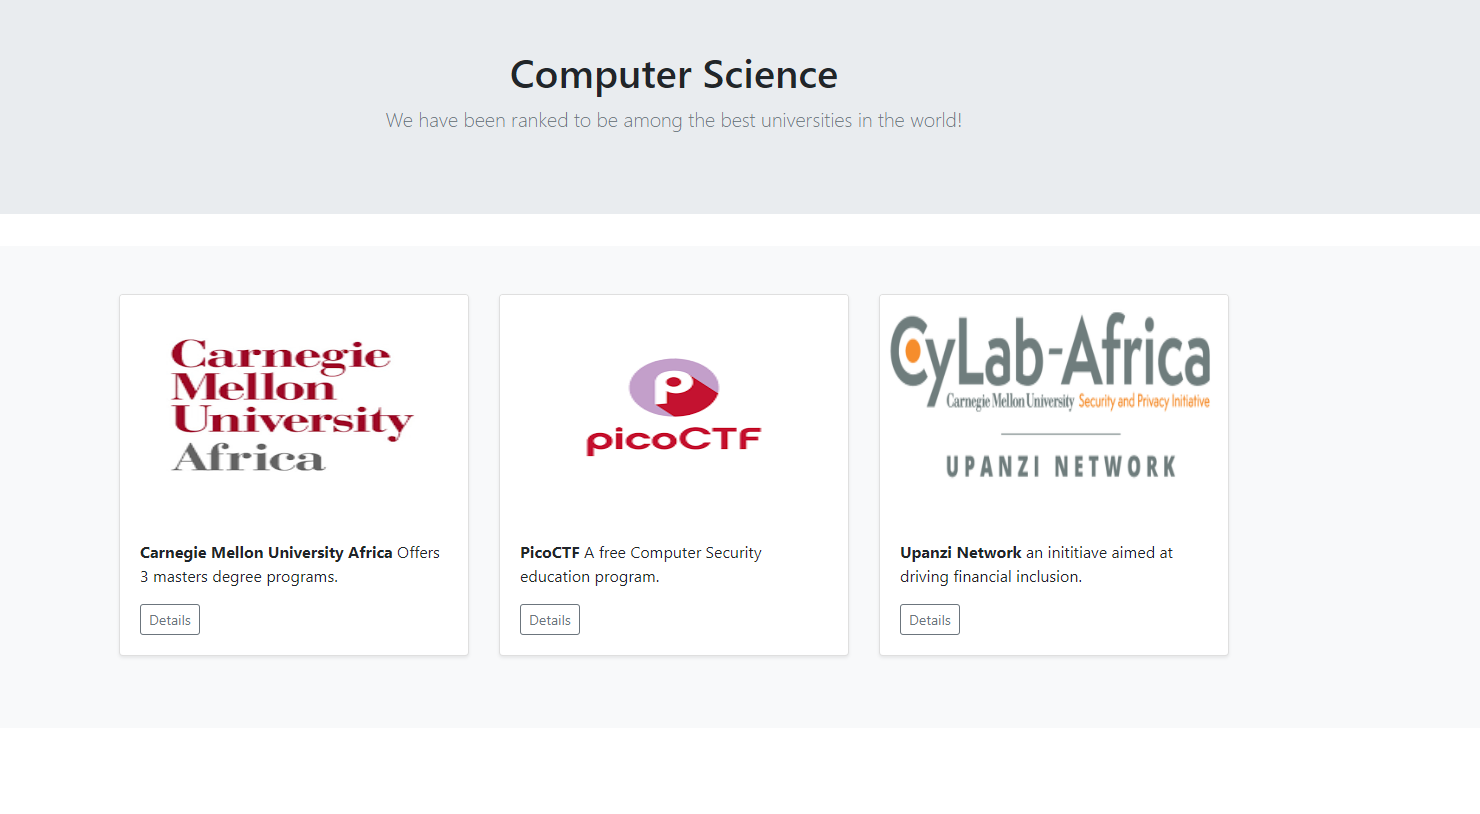 Computer Science
We have been ranked to be among the best universities in the world!
Carnegie
Mellon
University
Africa
Carnegie Mellon University Africa Offers
3 masters degree programs.
Details
P
picoCTF
PicoCTF A free Computer Security
education program.
Details
CyLab-Africa
Carnegie Mellon University Security and Privacy Initiative
UPANZI NETWORK
Upanzi Network an inititiave aimed at
driving financial inclusion.
Details